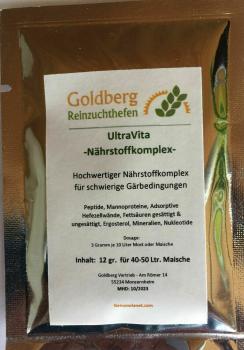 Goldberg
Reinzuchthefen
UltraVita
-Nährstoffkomplex-
Hochwertiger Nährstoffkomplex
für schwierige Gärbedingungen
Peptide, Mannoproteine, Adsorptive
Hefezellwände, Fettsäuren gesättigt &
ungesättigt, Ergosterol, Mineralien, Nukleotide
Dosage:
3 Gramm je 10 Liter Most oder Maische
Inhalt: 12 gr. für 40-50 Ltr. Maische
Goldberg Vertrieb - Am Römer 14
55234 Monzernheim
MHD: 10/2023